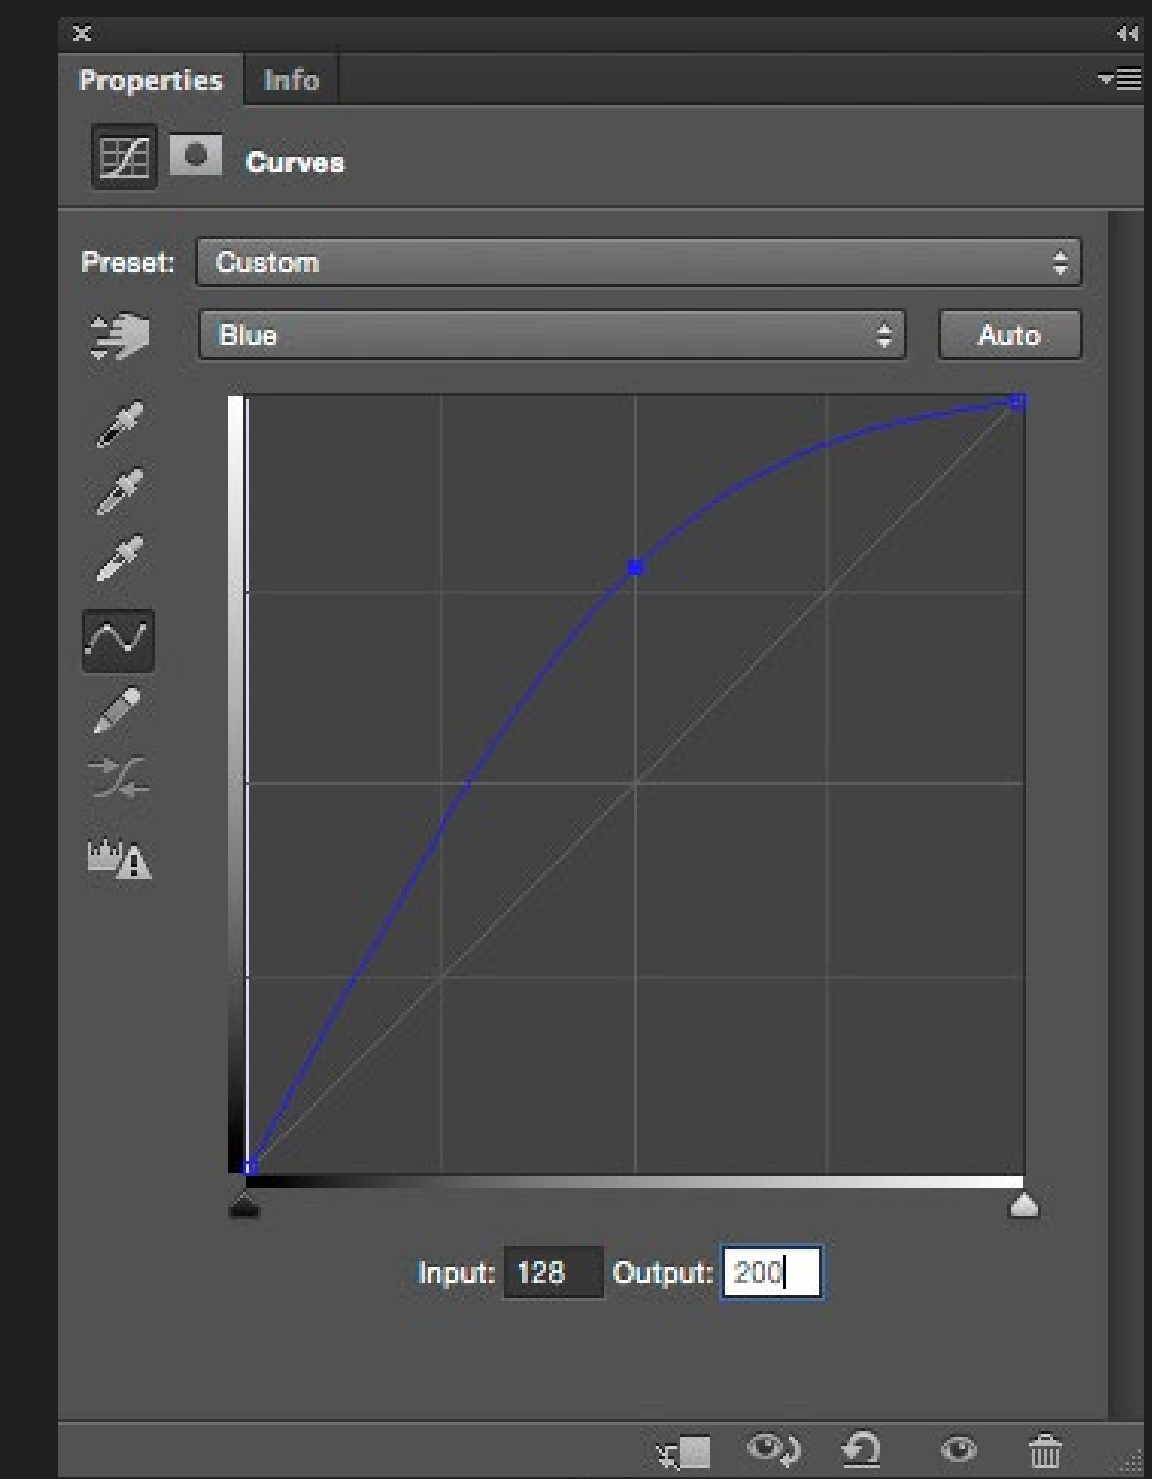 Properties Info
Curves
Preset: Custom
Blue Auto
Input: 128 Output: 200